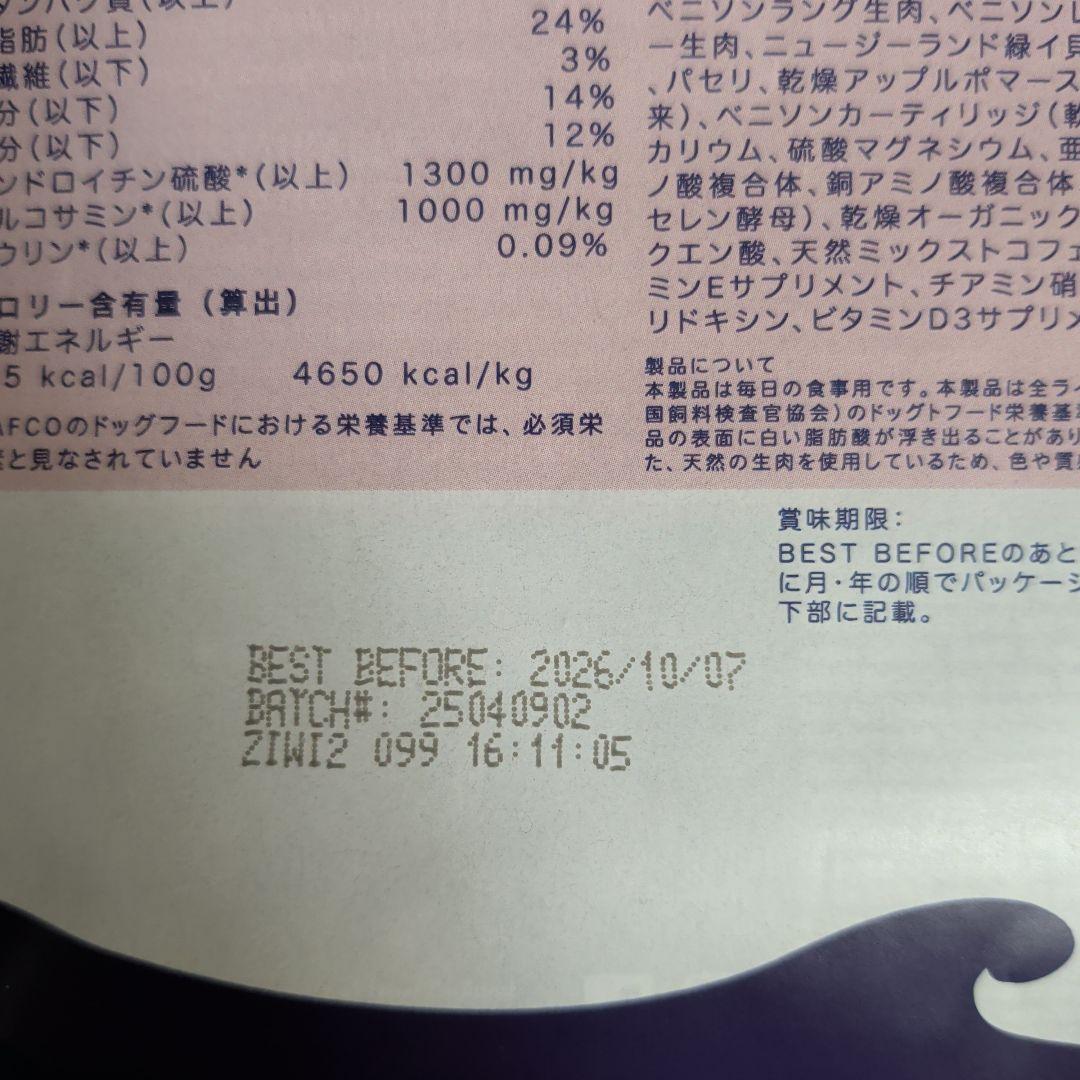 タンパク質(以上)
24%
脂肪(以上)
3%
繊維(以下)
14%
分(以下)
12%
分(以下)
ンドロイチン硫酸*(以上) 1300 mg/kg
ルコサミン*(以上) 1000 mg/kg
ウリン*(以上) 0.09%
ロリー含有量(算出)
謝エネルギー
5 kcal/100g 4650 kcal/kg
AFCOのドッグフードにおける栄養基準では、必須栄
素と見なされていません
ベニソンラング生肉、ベニソンレ
ー生肉、ニュージーランド緑イ貝
、パセリ、乾燥アップルポマース
来)、ベニソンカーティリッジ(乾
カリウム、硫酸マグネシウム、亜
ノ酸複合体、銅アミノ酸複合体
セレン酵母)、乾燥オーガニック
クエン酸、天然ミックストコフェ
ミンEサプリメント、チアミン硝
リドキシン、ビタミンD3サプリメ
製品について
本製品は毎日の食事用です。本製品は全ライ
国飼料検査官協会)のドッグトフード栄養基準
品の表面に白い脂肪酸が浮き出ることがあり
た、天然の生肉を使用しているため、色や質感
賞味期限:
BEST BEFOREのあと
に月・年の順でパッケージ
下部に記載。
BEST BEFORE: 2026/10/07
BATCH#: 25040902
ZIWI2 099 16:11:05